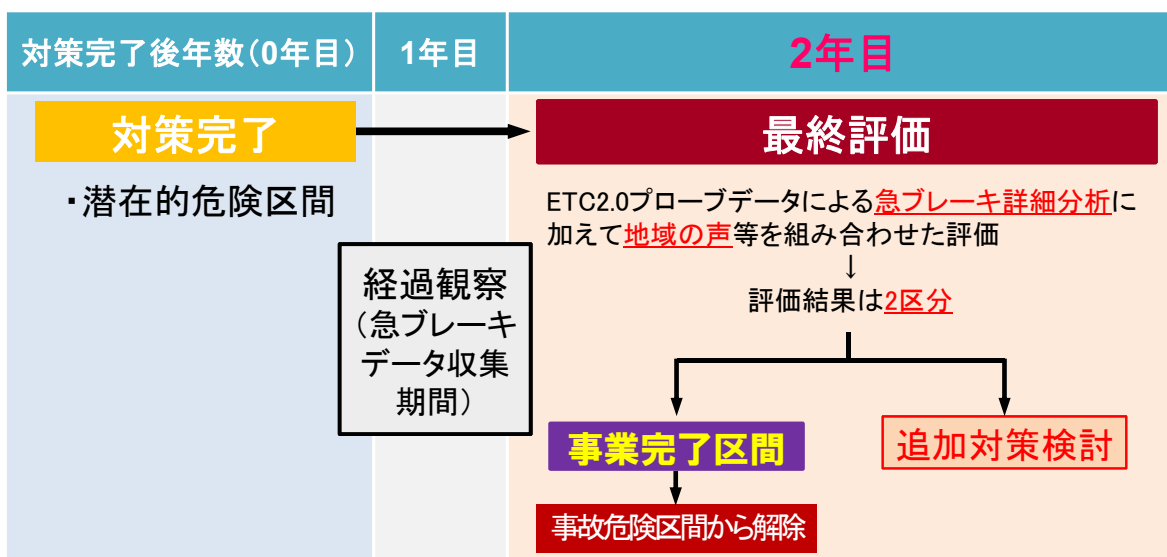 対策完了後年数(0年目)
1年目
2年目
対策完了
・潜在的危険区間
経過観察
(急ブレーキ
データ収集
期間)
最終評価
ETC2.0プローブデータによる急ブレーキ詳細分析に
加えて地域の声等を組み合わせた評価
↓
評価結果は2区分
事業完了区間
追加対策検討
事故危険区間から解除